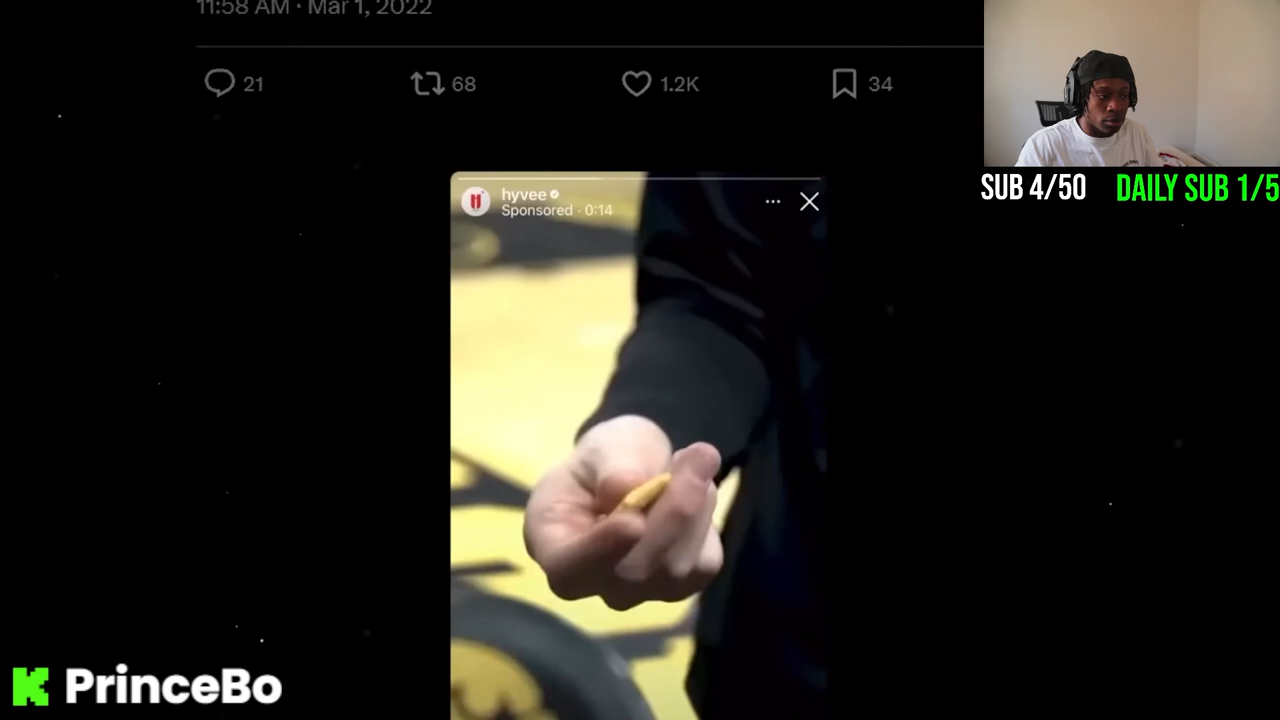 11:58 AM · Mar 1, 2022
21 68 1.2K 34
hyvee
Sponsored · 0:14
SUB 4/50 DAILY SUB 1/5
PrinceBo